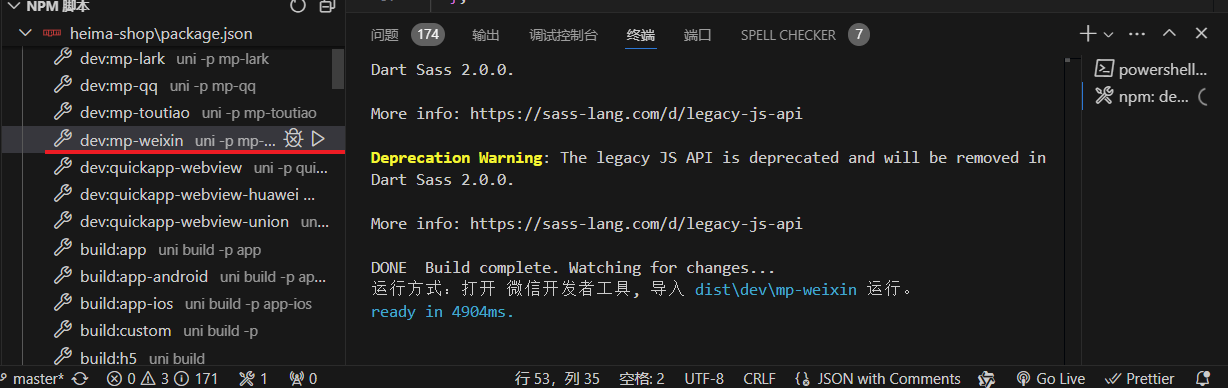 NPM 脚本
heima-shop\package.json
dev:mp-lark uni -p mp-lark
dev:mp-qq uni -p mp-qq
dev:mp-toutiao uni -p mp-toutiao
dev:mp-weixin uni -p mp-...
dev:quickapp-webview uni -p qui...
dev:quickapp-webview-huawei ...
dev:quickapp-webview-union un...
build:app uni build -p app
build:app-android uni build -p ap...
build:app-ios uni build -p app-ios
build:custom uni build -p
build:h5 uni build
问题 174 输出 调试控制台 终端 端口 SPELL CHECKER 7
Dart Sass 2.0.0.
More info: https://sass-lang.com/d/legacy-js-api
Deprecation Warning: The legacy JS API is deprecated and will be removed in
Dart Sass 2.0.0.
More info: https://sass-lang.com/d/legacy-js-api
DONE  Build complete. Watching for changes...
运行方式：打开 微信开发者工具, 导入 dist\dev\mp-weixin 运行。
ready in 4904ms.
powershell...
npm: de...
master* 0 3 171 1 0 行 53，列 35 空格: 2 UTF-8 CRLF JSON with Comments Go Live Prettier